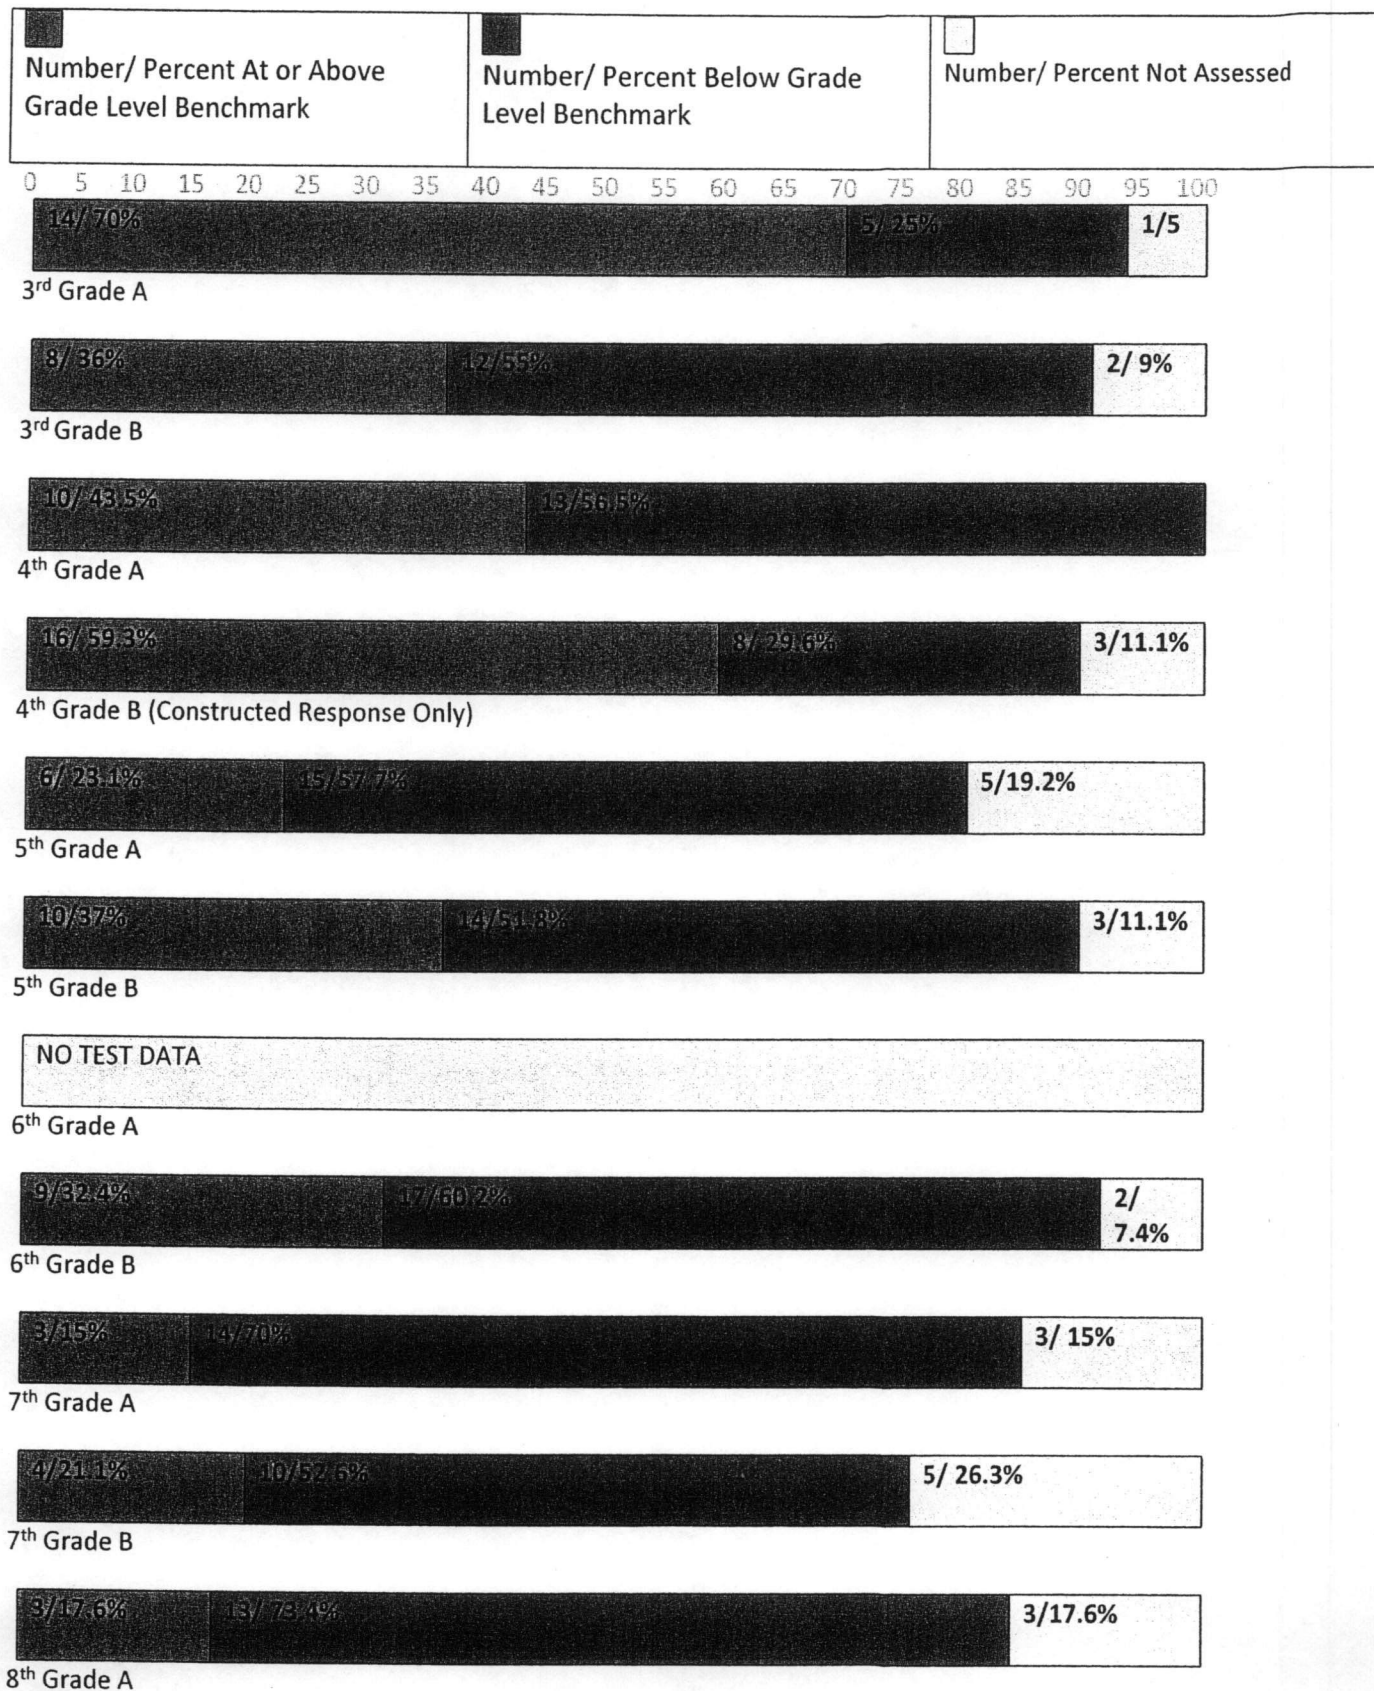 Number/ Percent At or Above
Grade Level Benchmark
Number/ Percent Below Grade
Level Benchmark
Number/ Percent Not Assessed
0 5 10 15 20 25 30 35 40 45 50 55 60 65 70 75 80 85 90 95 100
14/ 70% 5/ 25% 1/5
3rd Grade A
8/ 36% 12/55% 2/ 9%
3rd Grade B
10/ 43.5% 13/56.5%
4th Grade A
16/ 59.3% 8/ 29.6% 3/11.1%
4th Grade B (Constructed Response Only)
6/ 23.1% 15/57.7% 5/19.2%
5th Grade A
10/37% 14/51.8% 3/11.1%
5th Grade B
NO TEST DATA
6th Grade A
9/32.4% 17/60.2% 2/
7.4%
6th Grade B
3/15% 14/70% 3/ 15%
7th Grade A
4/21.1% 10/52.6% 5/ 26.3%
7th Grade B
3/17.6% 13/ 73.4% 3/17.6%
8th Grade A